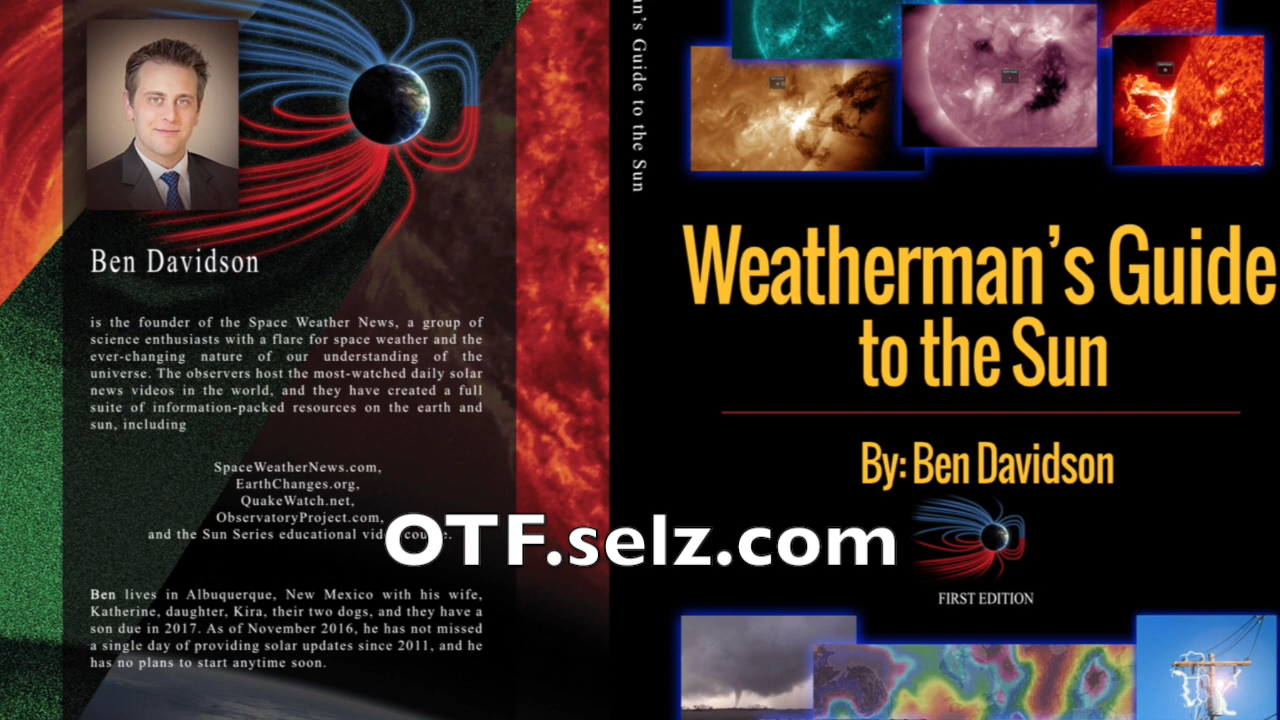 Ben Davidson
is the founder of the Space Weather News, a group of
science enthusiasts with a flare for space weather and the
ever-changing nature of our understanding of the
universe. The observers host the most-watched daily solar
news videos in the world, and they have created a full
suite of information-packed resources on the earth and
sun, including
SpaceWeatherNews.com,
EarthChanges.org,
QuakeWatch.net,
ObservatoryProject.com,
and the Sun Series educational video course.
Ben lives in Albuquerque, New Mexico with his wife,
Katherine, daughter, Kira, their two dogs, and they have a
son due in 2017. As of November 2016, he has not missed
a single day of providing solar updates since 2011, and he
has no plans to start anytime soon.
OTF.selz.com
an's Guide to the Sun
Weatherman's Guide
to the Sun
By: Ben Davidson
FIRST EDITION